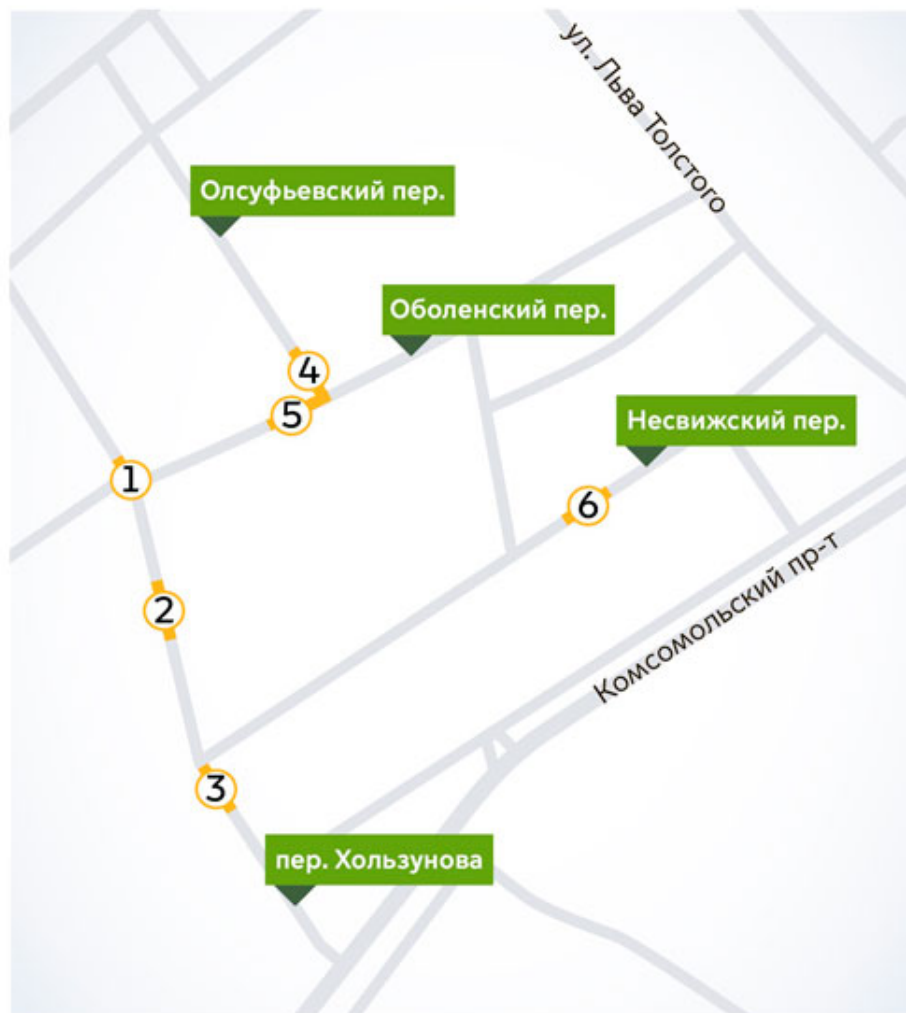 ул. Льва Толстого
Олсуфьевский пер.
Оболенский пер.
4
5
Несвижский пер.
1
6
2
Комсомольский пр-т
3
пер. Хользунова